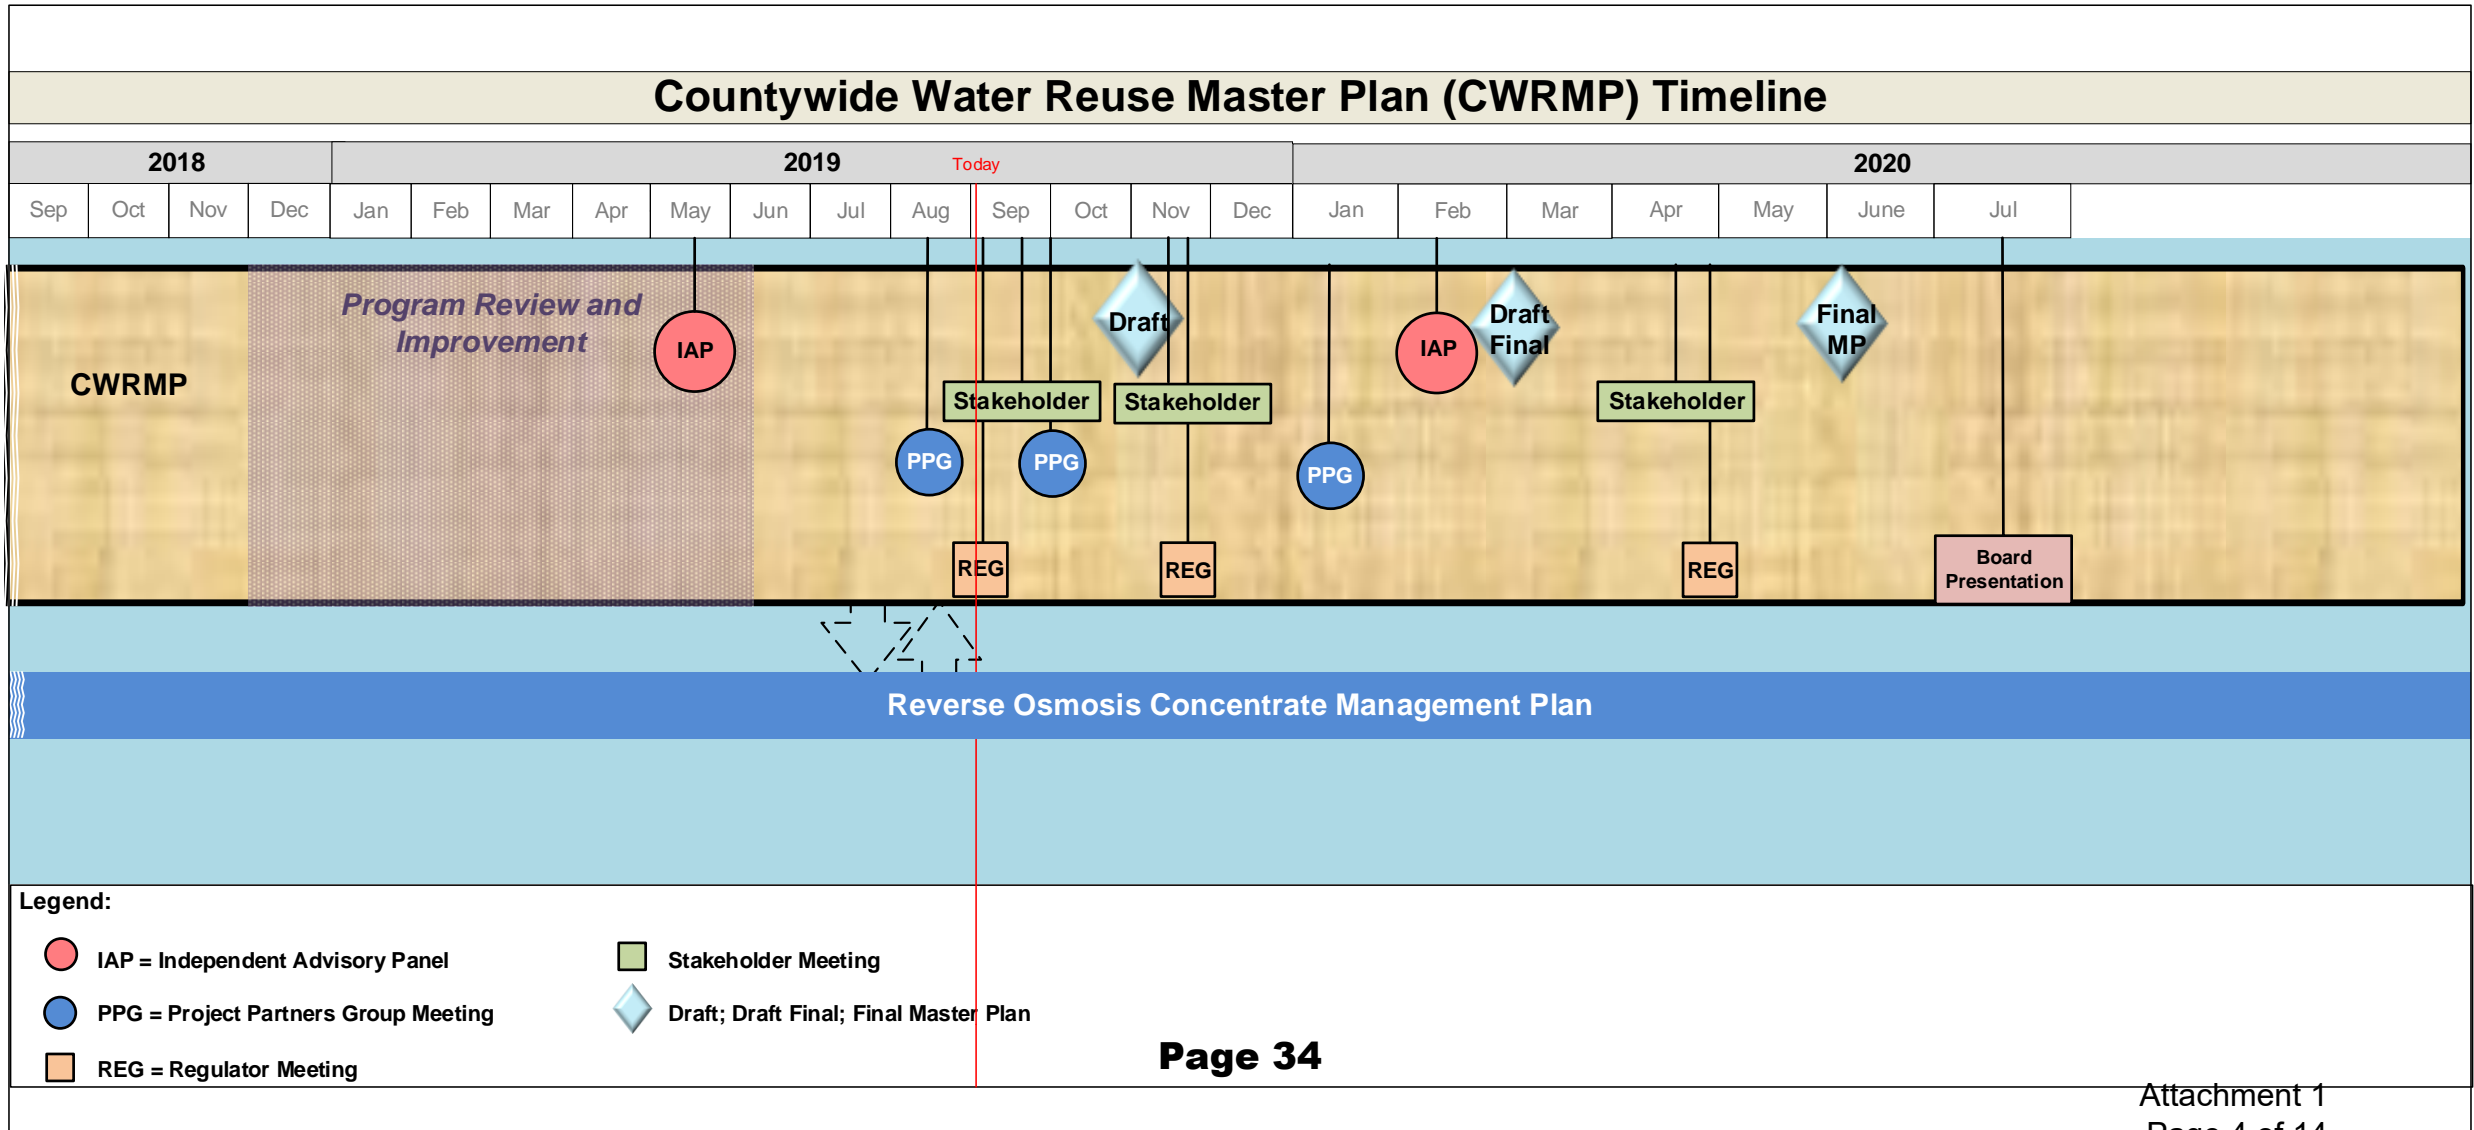 Countywide Water Reuse Master Plan (CWRMP) Timeline
2018 2019 Today 2020
Sep Oct Nov Dec Jan Feb Mar Apr May Jun Jul Aug Sep Oct Nov Dec Jan Feb Mar Apr May June Jul
Program Review and
Improvement
CWRMP
IAP
Draft
IAP
Draft
Final
Final
MP
Stakeholder
Stakeholder
Stakeholder
PPG
PPG
PPG
REG
REG
REG
Board
Presentation
Reverse Osmosis Concentrate Management Plan
Legend:
IAP = Independent Advisory Panel
Stakeholder Meeting
PPG = Project Partners Group Meeting
Draft; Draft Final; Final Master Plan
REG = Regulator Meeting
Page 34
Attachment 1
Page 4 of 14